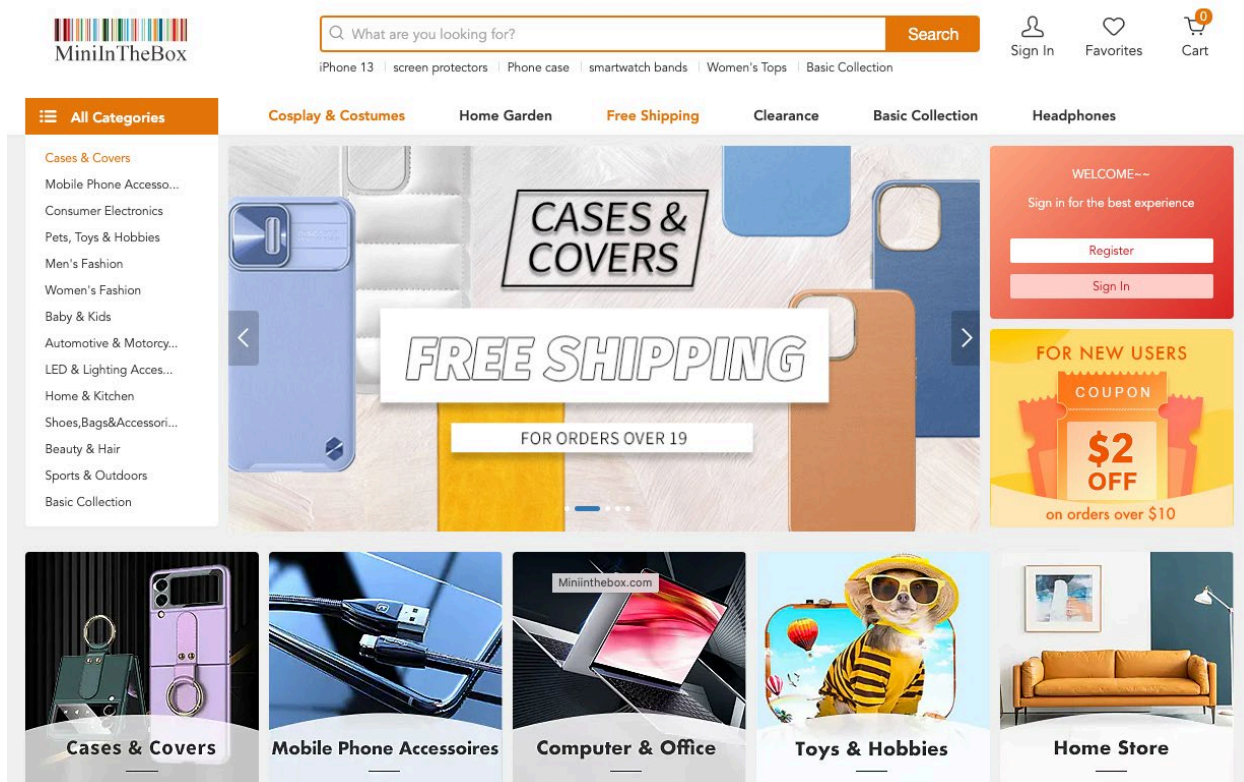 MiniInTheBox
What are you looking for?
Search
iPhone 13 screen protectors Phone case smartwatch bands Women's Tops Basic Collection
Sign In
Favorites
0
Cart
All Categories
Cosplay & Costumes
Home Garden
Free Shipping
Clearance
Basic Collection
Headphones
Cases & Covers
Mobile Phone Accesso...
Consumer Electronics
Pets, Toys & Hobbies
Men's Fashion
Women's Fashion
Baby & Kids
Automotive & Motorcy...
LED & Lighting Acces...
Home & Kitchen
Shoes,Bags&Accessori...
Beauty & Hair
Sports & Outdoors
Basic Collection
CASES &
COVERS
FREE SHIPPING
FOR ORDERS OVER 19
WELCOME~~
Sign in for the best experience
Register
Sign In
FOR NEW USERS
COUPON
$2
OFF
on orders over $10
Miniinthebox.com
Cases & Covers
Mobile Phone Accessoires
Computer & Office
Toys & Hobbies
Home Store